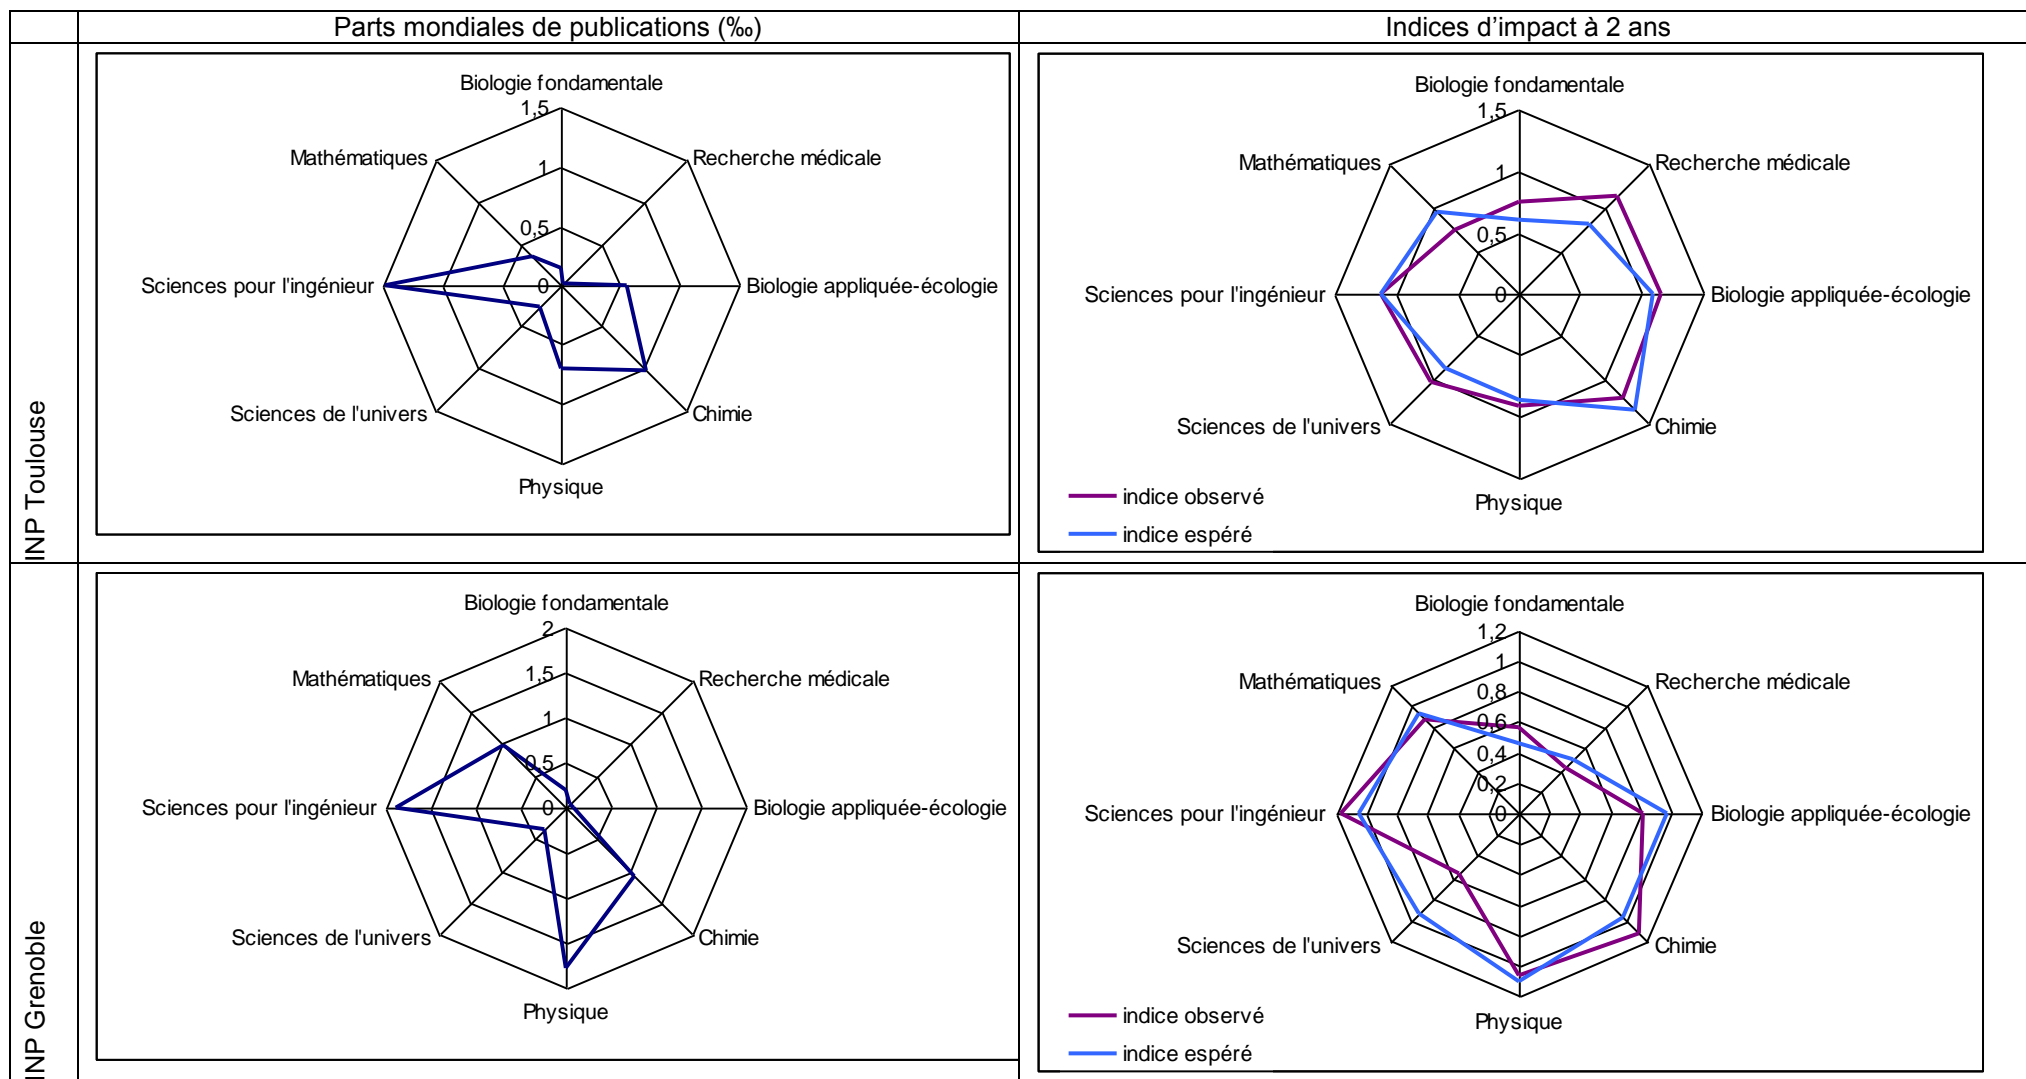 Parts mondiales de publications (‰)
Indices d'impact à 2 ans
INP Toulouse
Biologie fondamentale
1,5
Mathématiques
Recherche médicale
1
0,5
Sciences pour l'ingénieur
0
Biologie appliquée-écologie
Sciences de l'univers
Chimie
Physique
Biologie fondamentale
1,5
Mathématiques
Recherche médicale
1
0,5
Sciences pour l'ingénieur
0
Biologie appliquée-écologie
Sciences de l'univers
Chimie
Physique
indice observé
indice espéré
INP Grenoble
Biologie fondamentale
2
Mathématiques
1,5
Recherche médicale
1
0,5
Sciences pour l'ingénieur
0
Biologie appliquée-écologie
Sciences de l'univers
Chimie
Physique
Biologie fondamentale
1,2
Mathématiques
1
Recherche médicale
0,8
0,6
0,4
0,2
Sciences pour l'ingénieur
0
Biologie appliquée-écologie
Sciences de l'univers
Chimie
Physique
indice observé
indice espéré